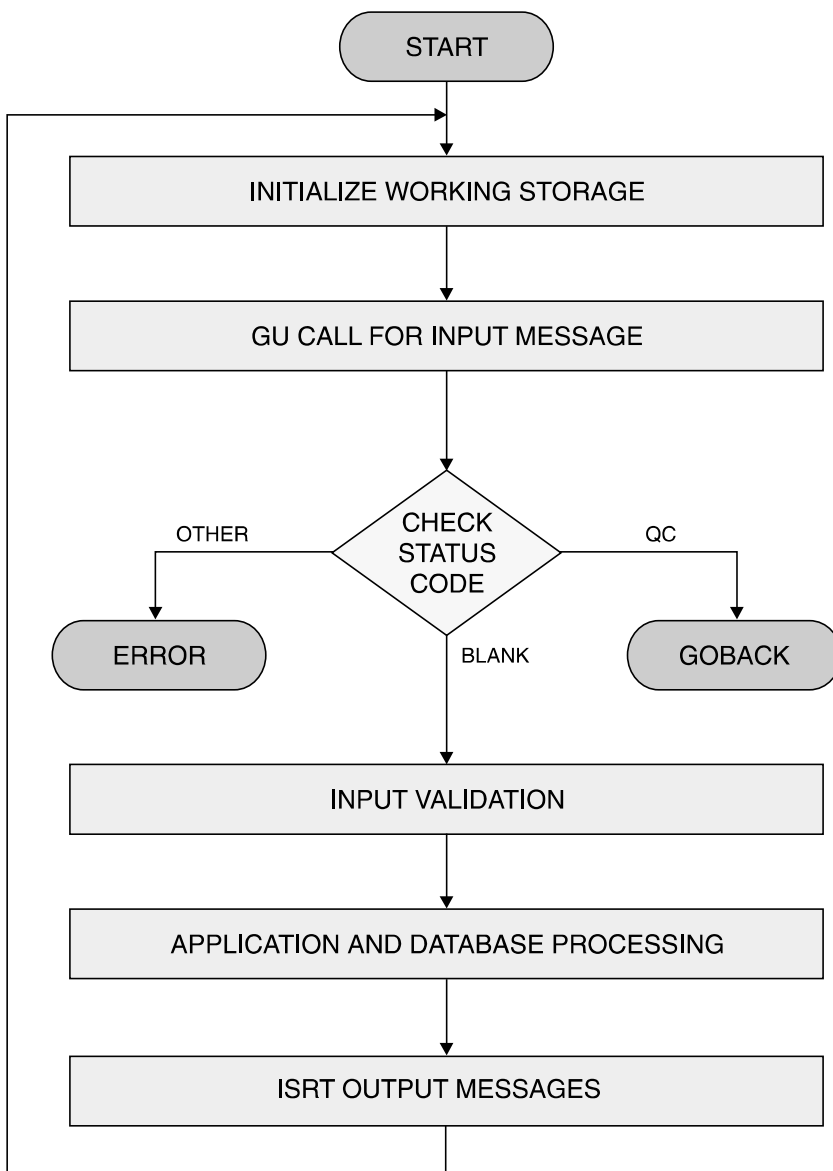 START
INITIALIZE WORKING STORAGE
GU CALL FOR INPUT MESSAGE
CHECK
STATUS
CODE
OTHER
QC
ERROR
BLANK
GOBACK
INPUT VALIDATION
APPLICATION AND DATABASE PROCESSING
ISRT OUTPUT MESSAGES